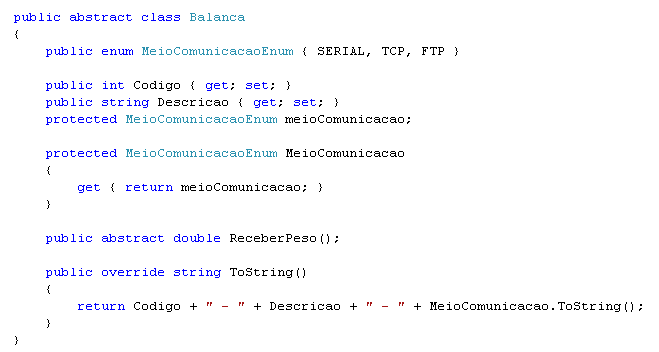 public abstract class Balanca
{
    public enum MeioComunicacaoEnum { SERIAL, TCP, FTP }

    public int Codigo { get; set; }
    public string Descricao { get; set; }
    protected MeioComunicacaoEnum meioComunicacao;

    protected MeioComunicacaoEnum MeioComunicacao
    {
        get { return meioComunicacao; }
    }

    public abstract double ReceberPeso();

    public override string ToString()
    {
        return Codigo + " - " + Descricao + " - " + MeioComunicacao.ToString();
    }
}